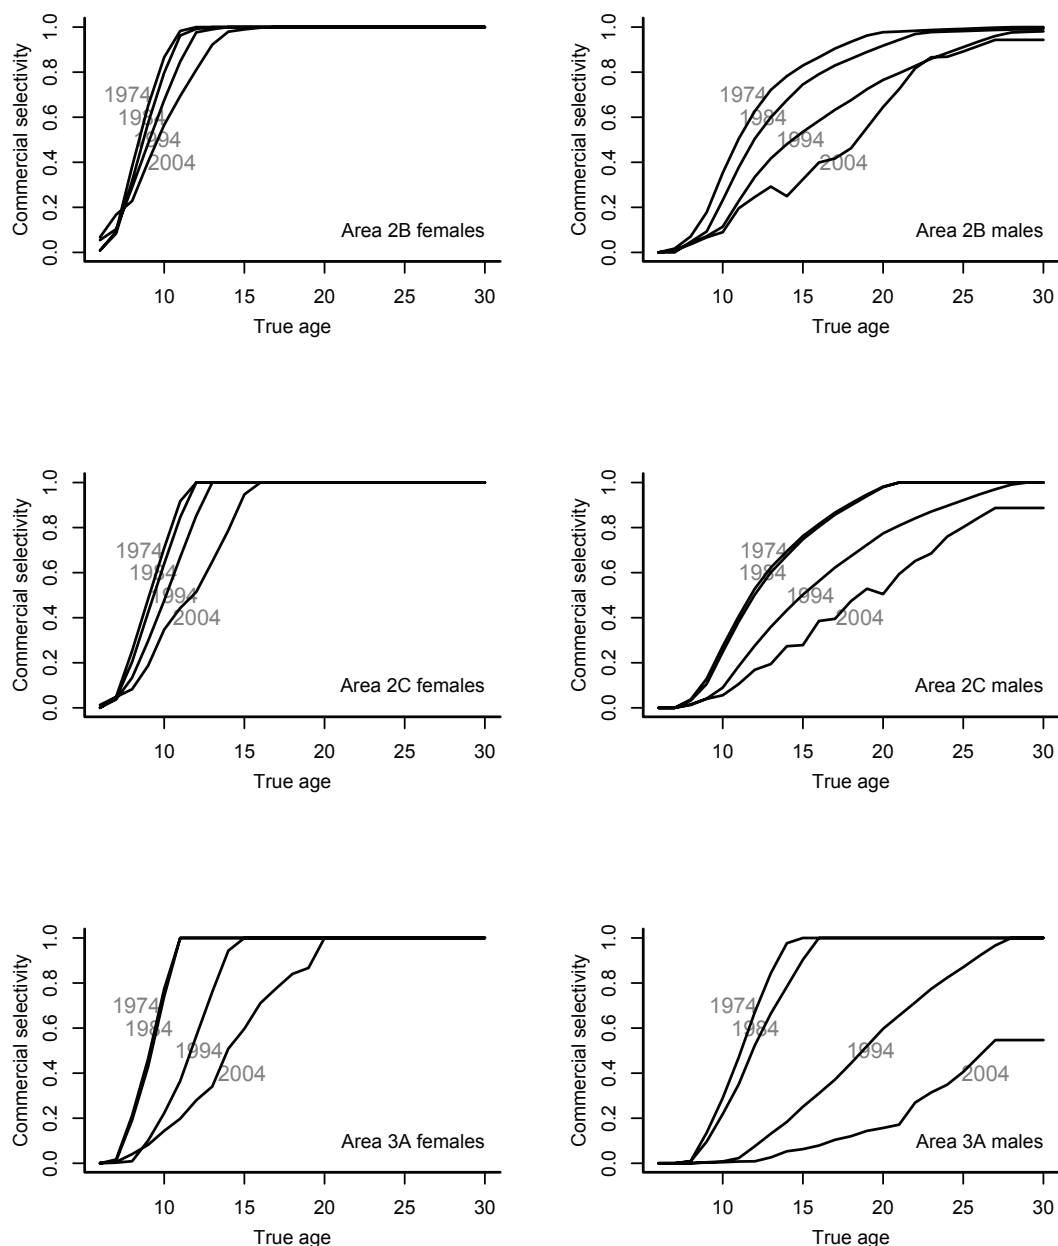 Commercial selectivity
1.0
0.8
0.6
0.4
0.2
0.0
1974
1984
1994
2004
Area 2B females
10 15 20 25 30
True age
Commercial selectivity
1.0
0.8
0.6
0.4
0.2
0.0
1974
1984
1994
2004
Area 2B males
10 15 20 25 30
True age
Commercial selectivity
1.0
0.8
0.6
0.4
0.2
0.0
1974
1984
1994
2004
Area 2C females
10 15 20 25 30
True age
Commercial selectivity
1.0
0.8
0.6
0.4
0.2
0.0
1974
1984
1994
2004
Area 2C males
10 15 20 25 30
True age
Commercial selectivity
1.0
0.8
0.6
0.4
0.2
0.0
1974
1984
1994
2004
Area 3A females
10 15 20 25 30
True age
Commercial selectivity
1.0
0.8
0.6
0.4
0.2
0.0
1974
1984
1994
2004
Area 3A males
10 15 20 25 30
True age